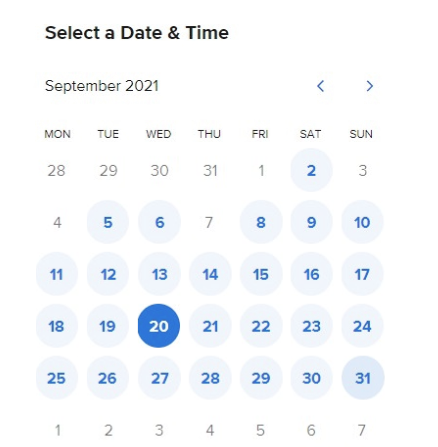 Select a Date & Time
September 2021
MON TUE WED THU FRI SAT SUN
28 29 30 31 1 2 3
4 5 6 7 8 9 10
11 12 13 14 15 16 17
18 19 20 21 22 23 24
25 26 27 28 29 30 31
1 2 3 4 5 6 7